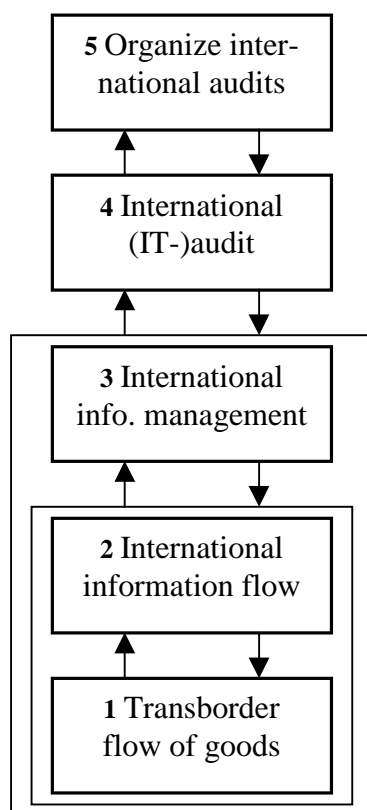 5 Organize inter-
national audits
4 International
(IT-)audit
3 International
info. management
2 International
information flow
1 Transborder
flow of goods